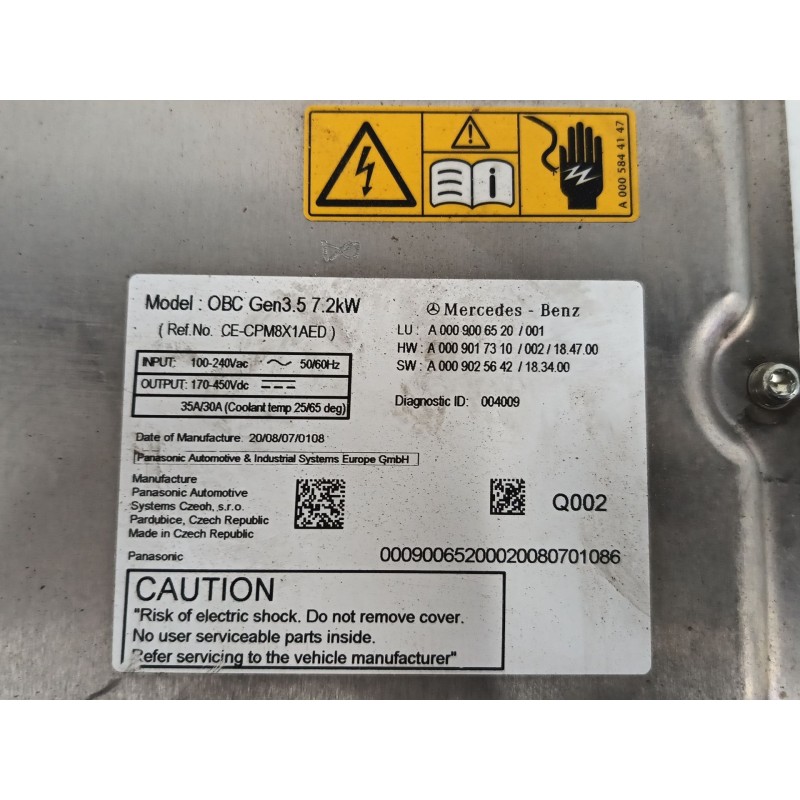 A 000 584 41 47
Model : OBC Gen3.5 7.2kW
( Ref.No. CE-CPM8X1AED )
INPUT: 100-240Vac 50/60Hz
OUTPUT: 170-450Vdc
35A/30A (Coolant temp 25/65 deg)
Mercedes - Benz
LU : A 000 900 65 20 / 001
HW : A 000 901 73 10 / 002 / 18.47.00
SW : A 000 902 56 42 / 18.34.00
Diagnostic ID: 004009
Date of Manufacture 20/08/07/0108
Panasonic Automotive & Industrial Systems Europe GmbH
Manufacture
Panasonic Automotive
Systems Czech, s.r.o.
Pardubice, Czech Republic
Made in Czech Republic
Panasonic
Q002
00090065200020080701086
CAUTION
"Risk of electric shock. Do not remove cover.
No user serviceable parts inside.
Refer servicing to the vehicle manufacturer"